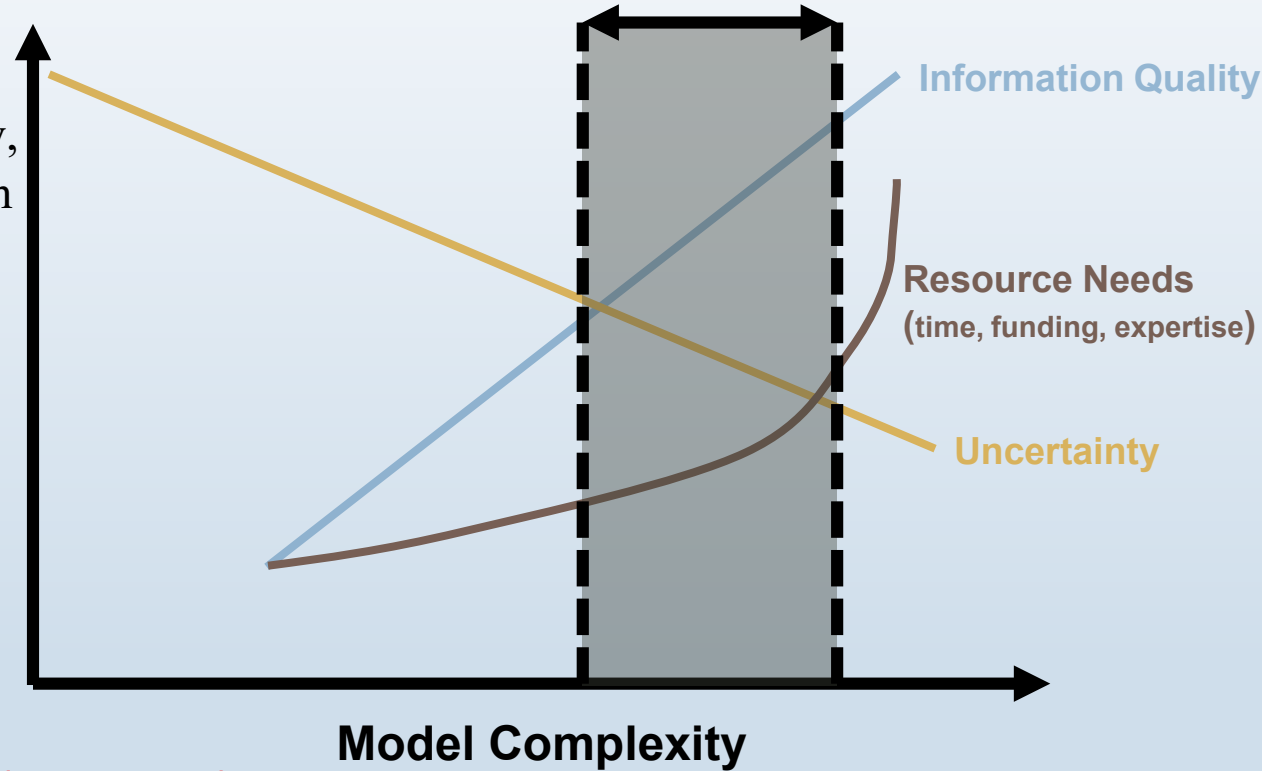 Information Quality
Resource Needs
(time, funding, expertise)
Uncertainty
Model Complexity